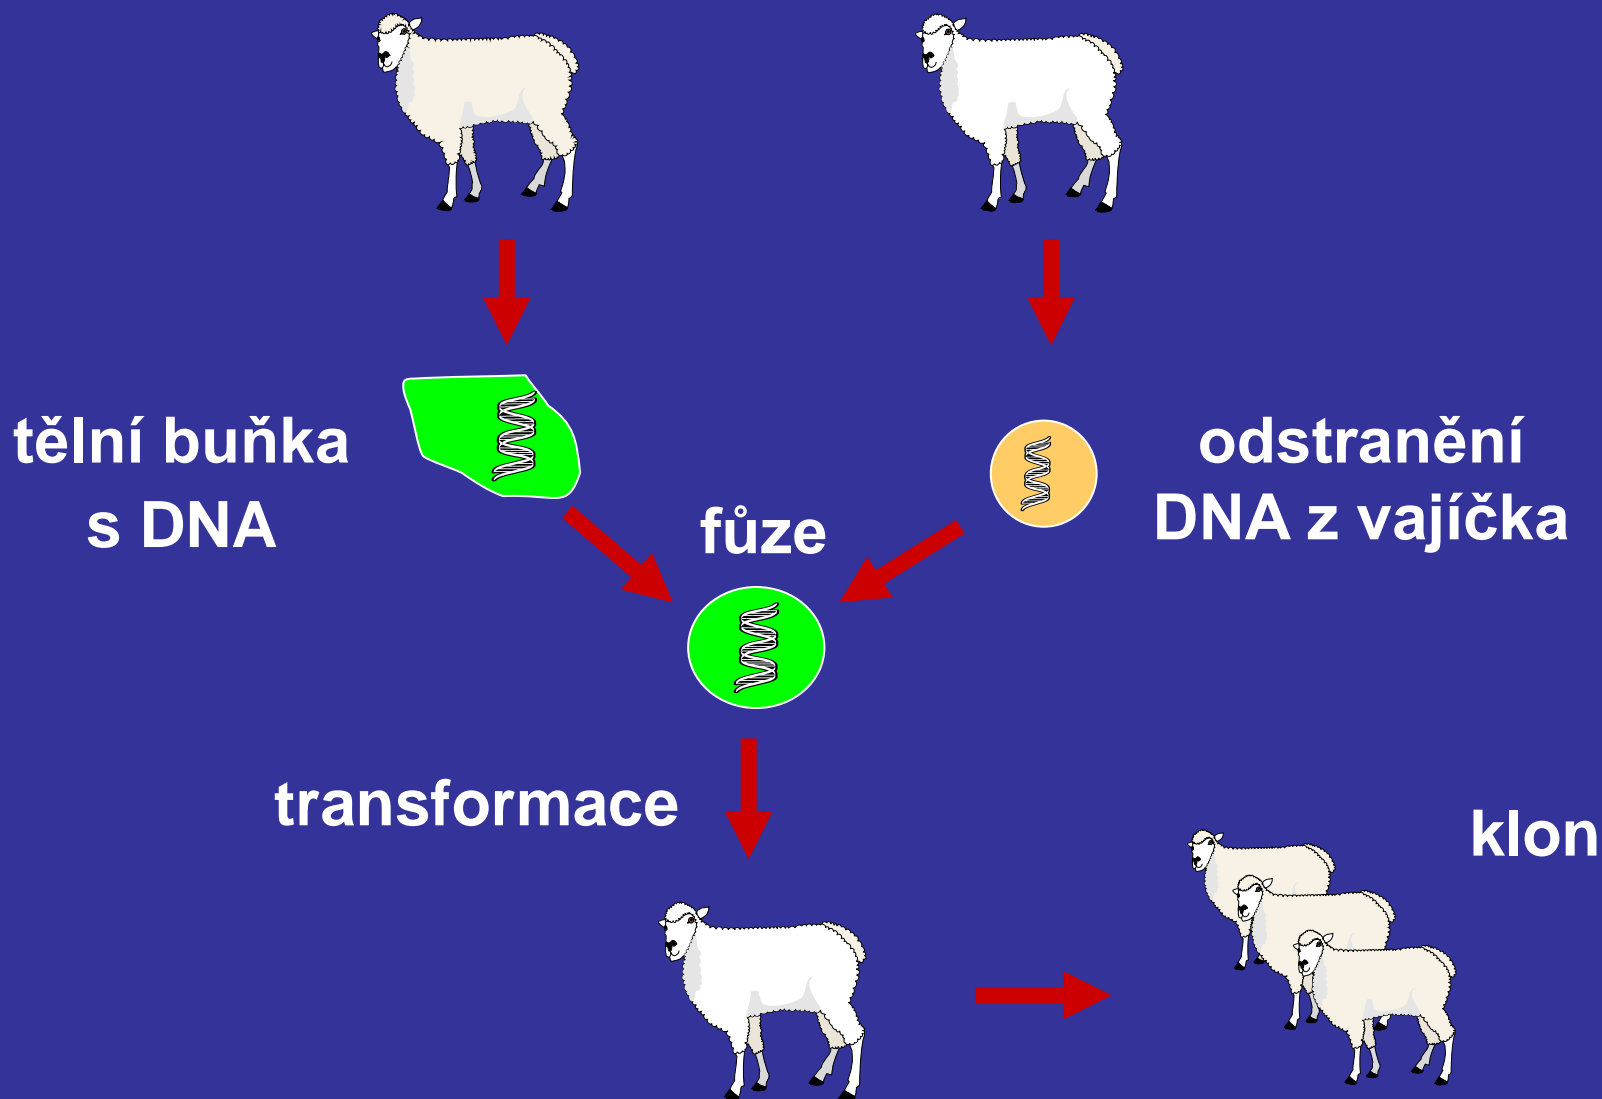 tělní buňka
s DNA
odstranění
DNA z vajíčka
fůze
transformace
klon